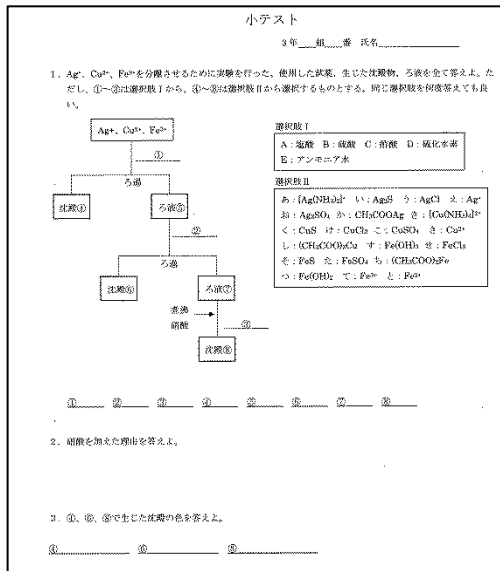 小テスト
3年 組 番 氏名
1．Ag⁺、Cu²⁺、Fe³⁺を分離させるために実験を行った、使用した試薬、生じた沈殿物、ろ液を全て答えよ。た
だし、①～③は選択肢Ⅰから、④～⑧は選択肢Ⅱから選択するものとする。同じ選択肢を何度答えても良
い。
Ag+、Cu²⁺、Fe³⁺
①
ろ過
沈殿④ ろ液⑤
②
ろ過
沈殿⑥ ろ液⑦
煮沸
硝酸
③
沈殿⑧
選択肢Ⅰ
A：塩酸 B：硫酸 C：酢酸 D：硫化水素
E：アンモニア水
選択肢Ⅱ
あ：[Ag(NH₃)₂]⁺ い：Ag₂S う：AgCl え：Ag⁺
お：Ag₂SO₄ か：CH₃COOAg き：[Cu(NH₃)₄]²⁺
く：CuS け：CuCl₂ こ：CuSO₄ さ：Cu²⁺
し：(CH₃COO)₂Cu す：Fe(OH)₃ せ：FeCl₃
そ：FeS た：FeSO₄ ち：(CH₃COO)₂Fe
つ：Fe(OH)₂ て：Fe³⁺ と：Fe²⁺
① ② ③ ④ ⑤ ⑥ ⑦ ⑧
2．硝酸を加えた理由を答えよ。
3．④、⑥、⑧で生じた沈殿の色を答えよ。
④ ⑥ ⑧